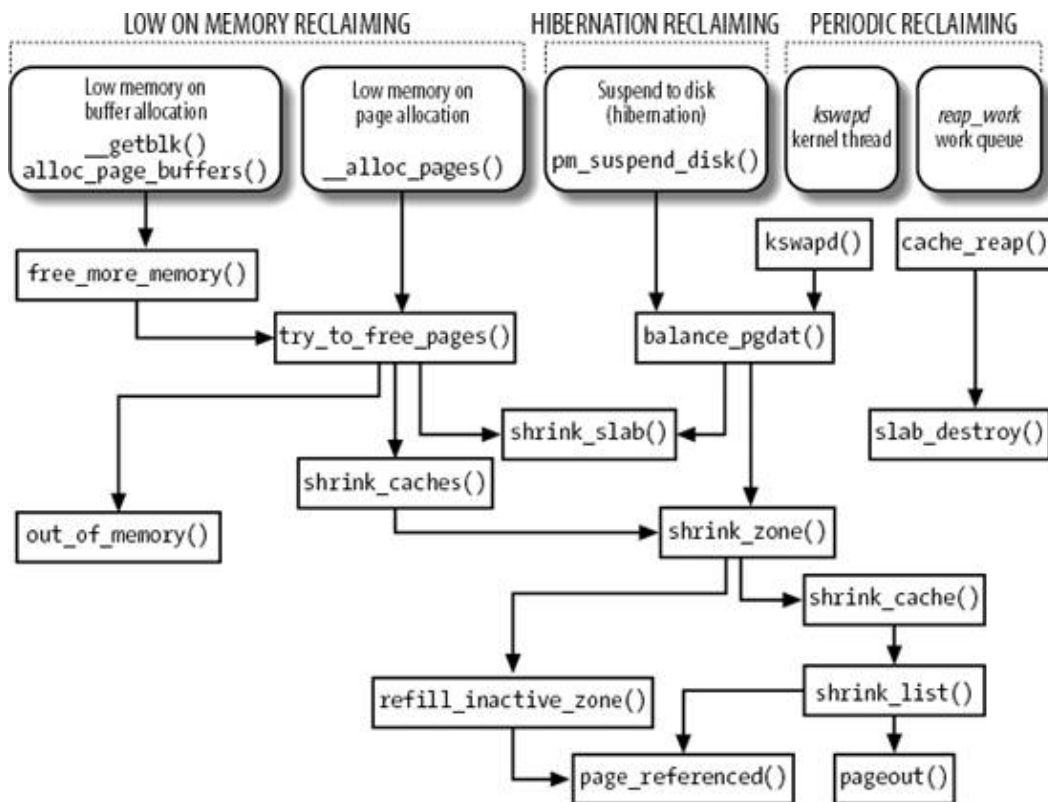 LOW ON MEMORY RECLAIMING
HIBERNATION RECLAIMING
PERIODIC RECLAIMING
Low memory on
buffer allocation
__getblk()
alloc_page_buffers()
Low memory on
page allocation
__alloc_pages()
Suspend to disk
(hibernation)
pm_suspend_disk()
kswapd
kernel thread
reap_work
work queue
free_more_memory()
kswapd()
cache_reap()
try_to_free_pages()
balance_pgdat()
shrink_slab()
slab_destroy()
shrink_caches()
out_of_memory()
shrink_zone()
shrink_cache()
refill_inactive_zone()
shrink_list()
page_referenced()
pageout()